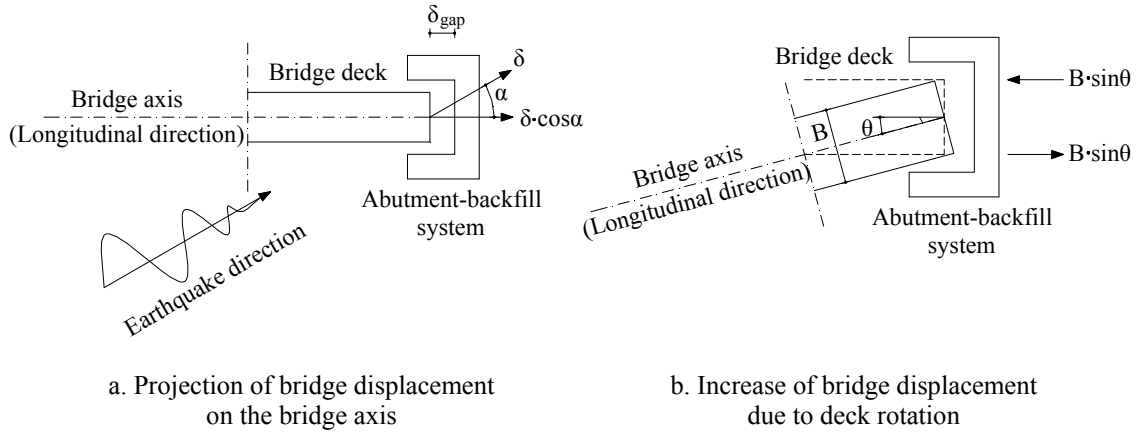 δgap
δ
Bridge deck
α
Bridge axis
(Longitudinal direction)
δ·cosα
Abutment-backfill
system
Earthquake direction
a. Projection of bridge displacement
on the bridge axis
Bridge deck
B·sinθ
B
θ
B·sinθ
Bridge axis
(Longitudinal direction)
Abutment-backfill
system
b. Increase of bridge displacement
due to deck rotation